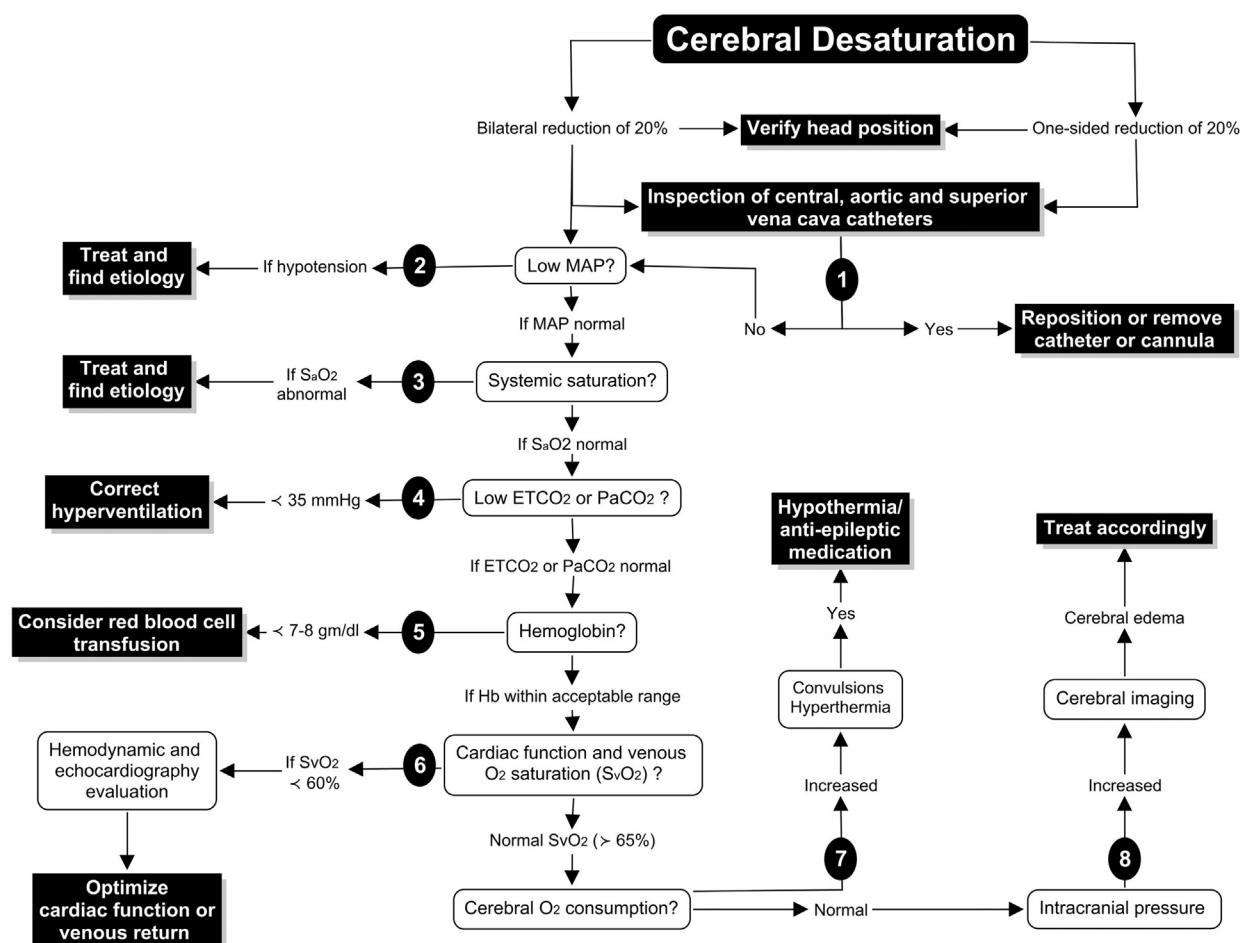 Cerebral Desaturation
Bilateral reduction of 20%
Verify head position
One-sided reduction of 20%
Inspection of central, aortic and superior
vena cava catheters
Treat and
find etiology
If hypotension
2
Low MAP?
1
If MAP normal
No
Yes
Reposition or remove
catheter or cannula
Treat and
find etiology
If SaO2
abnormal
3
Systemic saturation?
If SaO2 normal
Correct
hyperventilation
< 35 mmHg
4
Low ETCO2 or PaCO2 ?
Hypothermia/
anti-epileptic
medication
Treat accordingly
If ETCO2 or PaCO2 normal
Consider red blood cell
transfusion
< 7-8 gm/dl
5
Hemoglobin?
Yes
Cerebral edema
If Hb within acceptable range
Convulsions
Hyperthermia
Cerebral imaging
Hemodynamic and
echocardiography
evaluation
If SvO2
< 60%
6
Cardiac function and venous
O2 saturation (SvO2) ?
Increased
Increased
Normal SvO2 (> 65%)
7
8
Optimize
cardiac function or
venous return
Cerebral O2 consumption?
Normal
Intracranial pressure